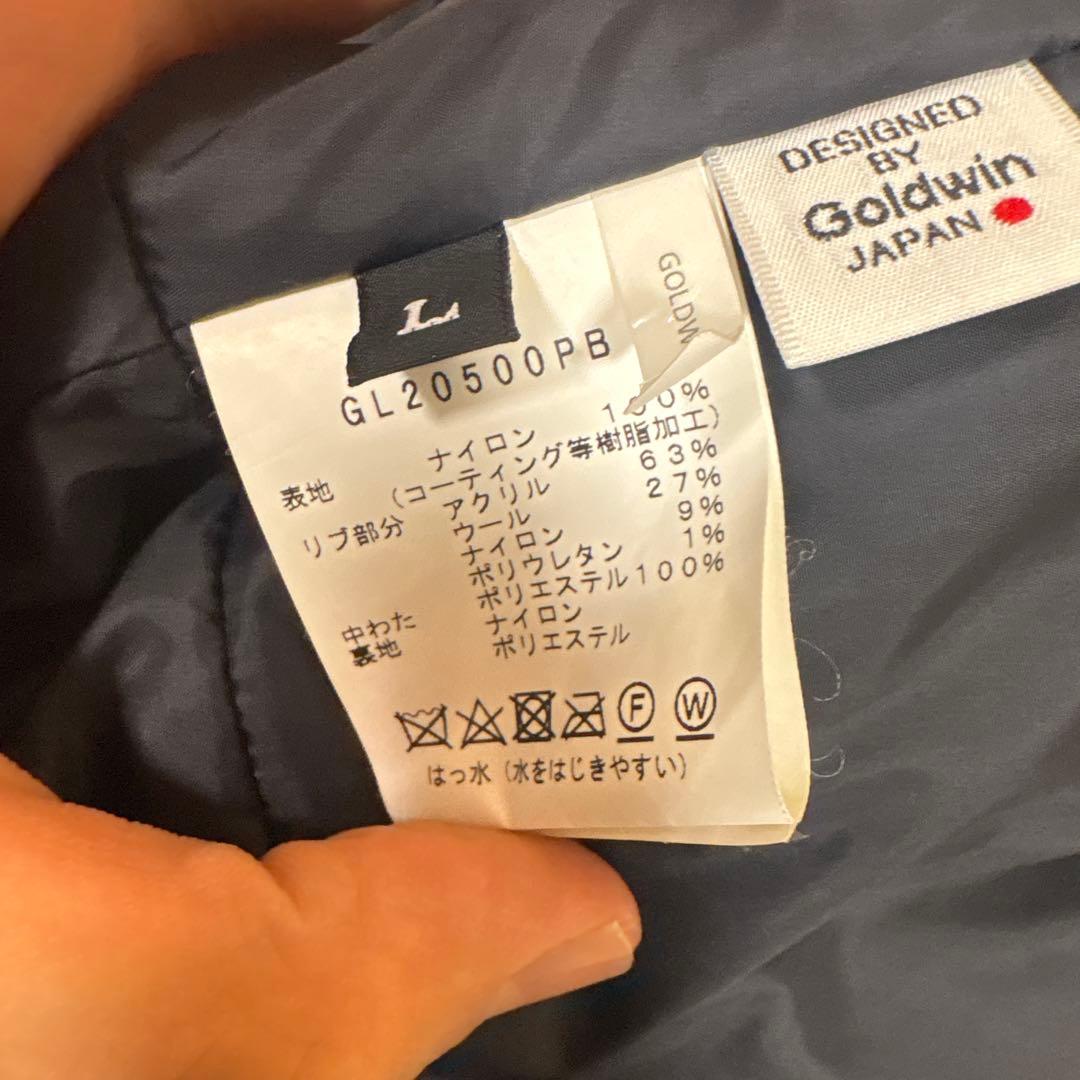 DESIGNED
BY
Goldwin
JAPAN
GOLDW
L
GL20500PB
表地 ナイロン 100%
(コーティング等樹脂加工)
リブ部分 アクリル 63%
ウール 27%
ナイロン 9%
ポリウレタン 1%
中わた ポリエステル100%
裏地 ナイロン
ポリエステル
F W
はっ水 (水をはじきやすい)